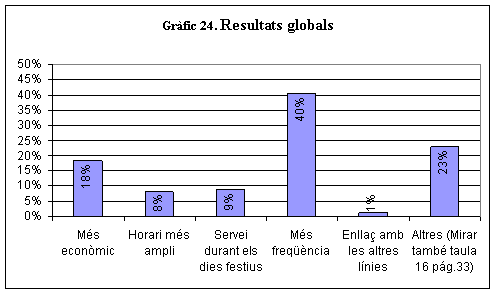 Gràfic 24. Resultats globals
50%
45%
40%
35%
30%
25%
20%
15%
10%
5%
0%
18%
8%
9%
40%
1%
23%
Més
econòmic
Horari més
ampli
Servei
durant els
dies festius
Més
freqüència
Enllaç amb
les altres
línies
Altres (Mirar
també taula
16 pág.33)